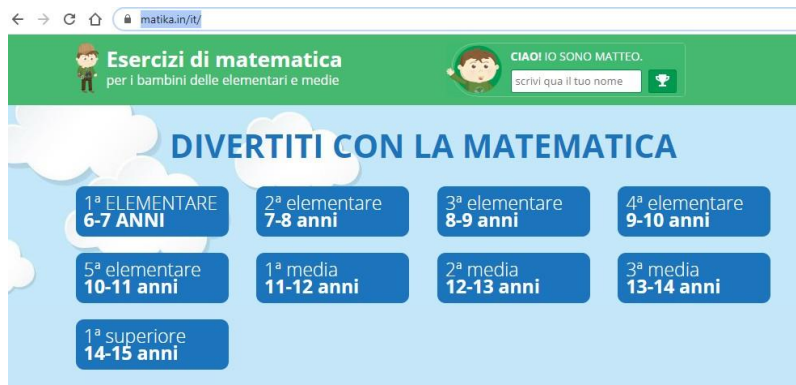 matika.in/it/
Esercizi di matematica
per i bambini delle elementari e medie
CIAO! IO SONO MATTEO.
scrivi qua il tuo nome
DIVERTITI CON LA MATEMATICA
1ª ELEMENTARE
6-7 ANNI
2ª elementare
7-8 anni
3ª elementare
8-9 anni
4ª elementare
9-10 anni
5ª elementare
10-11 anni
1ª media
11-12 anni
2ª media
12-13 anni
3ª media
13-14 anni
1ª superiore
14-15 anni